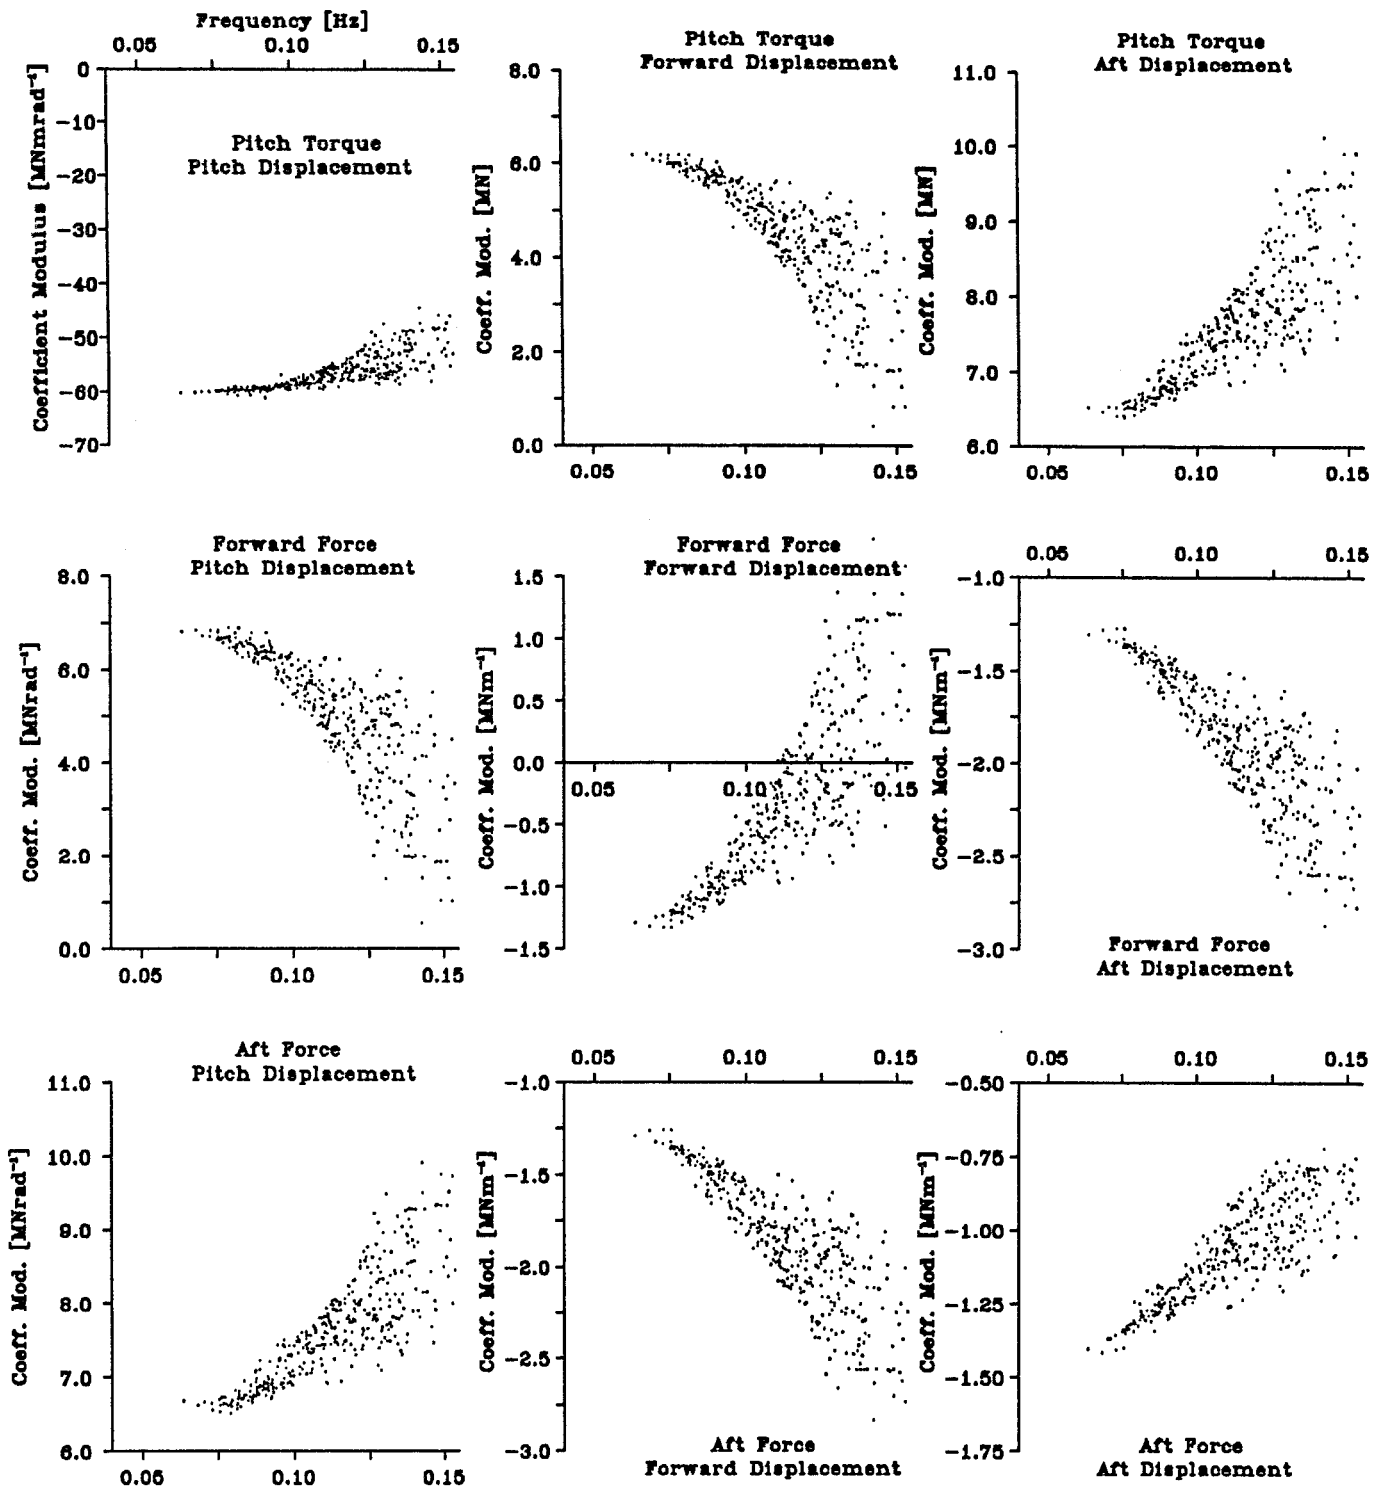 Frequency [Hz]
0.05 0.10 0.15
Coefficient Modulus [MNmrad⁻¹]
0
−10
−20
−30
−40
−50
−60
−70
Pitch Torque
Pitch Displacement
Pitch Torque
Forward Displacement
Coeff. Mod. [MN]
8.0
6.0
4.0
2.0
0.0
0.05 0.10 0.15
Pitch Torque
Aft Displacement
Coeff. Mod. [MN]
11.0
10.0
9.0
8.0
7.0
6.0
0.05 0.10 0.15
Forward Force
Pitch Displacement
Coeff. Mod. [MNrad⁻¹]
8.0
6.0
4.0
2.0
0.0
0.05 0.10 0.15
Forward Force
Forward Displacement
Coeff. Mod. [MNm⁻¹]
1.5
1.0
0.5
0.0
−0.5
−1.0
−1.5
0.05 0.10 0.15
0.05 0.10 0.15
Coeff. Mod. [MNm⁻¹]
−1.0
−1.5
−2.0
−2.5
−3.0
Forward Force
Aft Displacement
Aft Force
Pitch Displacement
Coeff. Mod. [MNrad⁻¹]
11.0
10.0
9.0
8.0
7.0
6.0
0.05 0.10 0.15
0.05 0.10 0.15
Coeff. Mod. [MNm⁻¹]
−1.0
−1.5
−2.0
−2.5
−3.0
Aft Force
Forward Displacement
0.05 0.10 0.15
Coeff. Mod. [MNm⁻¹]
−0.50
−0.75
−1.00
−1.25
−1.50
−1.75
Aft Force
Aft Displacement